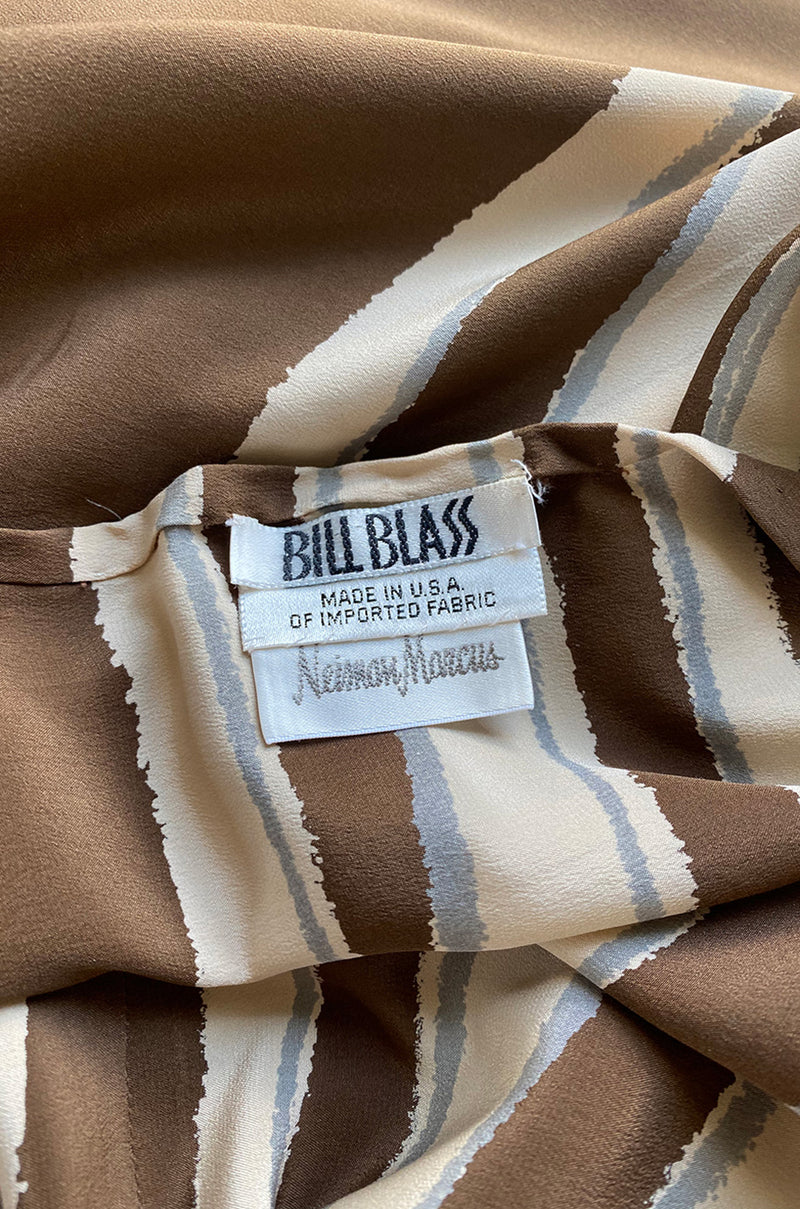 BILL BLASS
MADE IN U.S.A.
OF IMPORTED FABRIC
Neiman Marcus